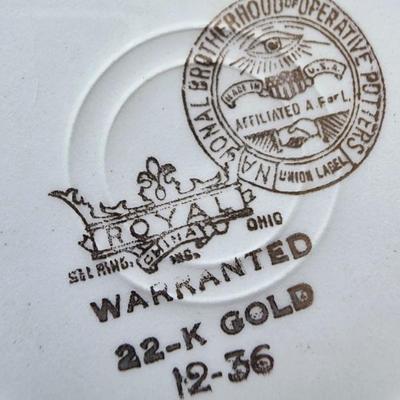 NATIONAL BROTHERHOOD OF OPERATIVE POTTERS
MADE IN U.S.A.
AFFILIATED A. F of L.
UNION LABEL
ROYAL
CHINA
SEBRING, INC. OHIO
WARRANTED
22-K GOLD
12-36